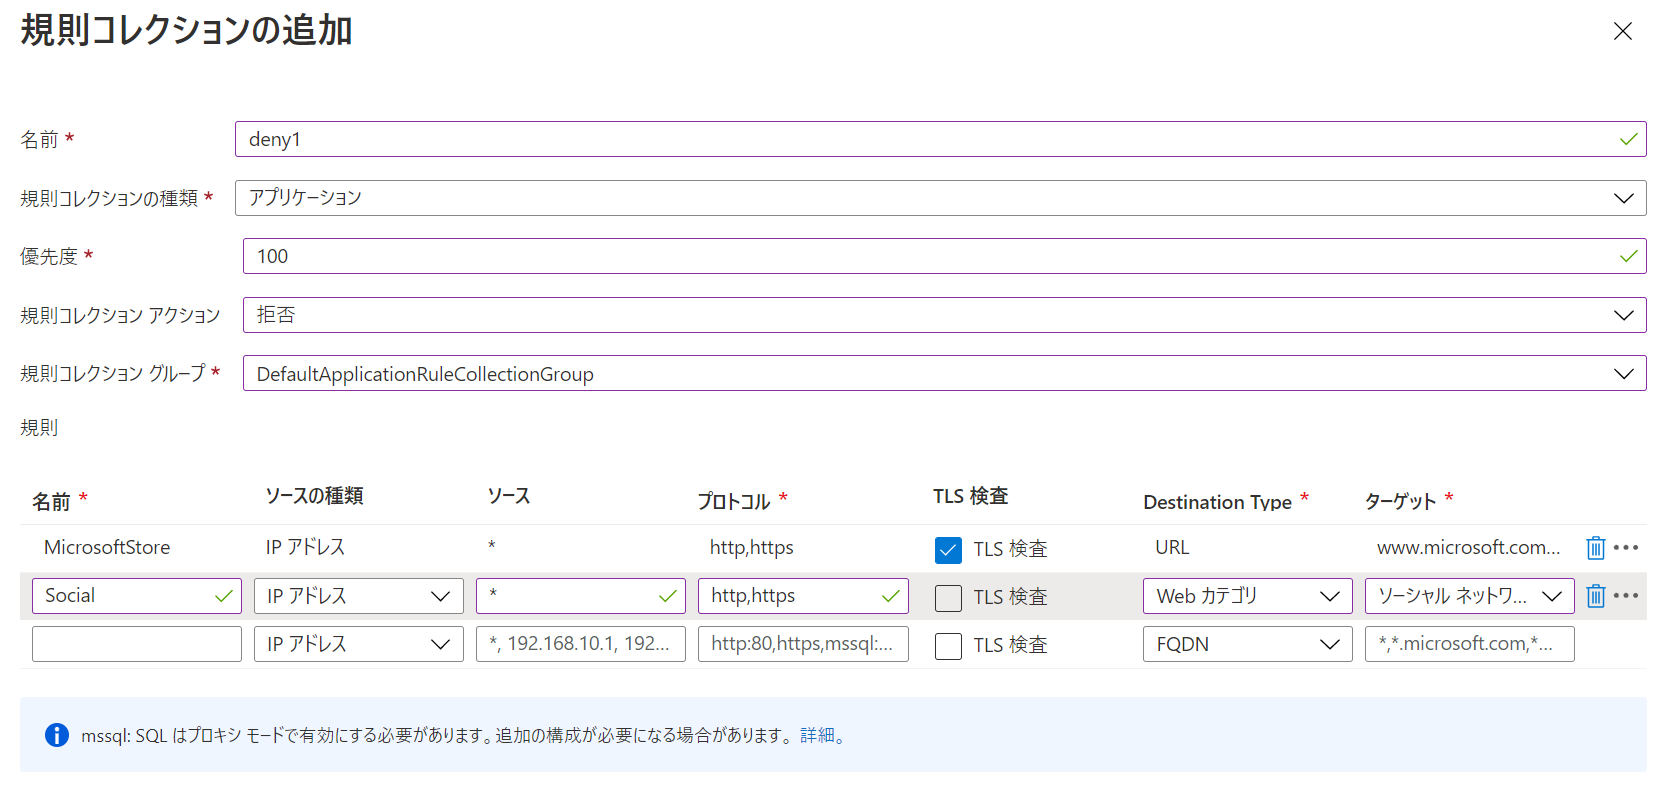 規則コレクションの追加
名前 * deny1
規則コレクションの種類 * アプリケーション
優先度 * 100
規則コレクション アクション 拒否
規則コレクション グループ * DefaultApplicationRuleCollectionGroup
規則
名前 * ソースの種類 ソース プロトコル * TLS 検査 Destination Type * ターゲット *
MicrosoftStore IP アドレス * http,https TLS 検査 URL www.microsoft.com...
Social IP アドレス * http,https TLS 検査 Web カテゴリ ソーシャル ネットワ...
IP アドレス *, 192.168.10.1, 192... http:80,https,mssql:... TLS 検査 FQDN *,*.microsoft.com,*...
mssql: SQL はプロキシ モードで有効にする必要があります。追加の構成が必要になる場合があります。 詳細。